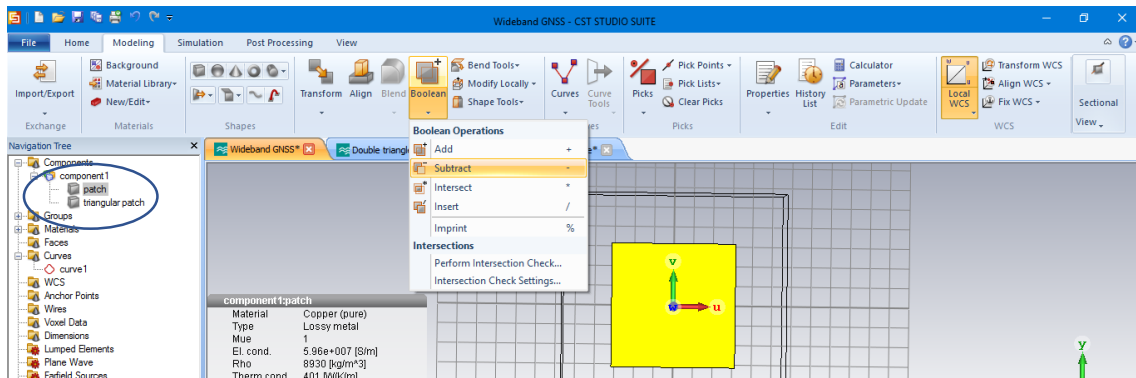 Wideband GNSS - CST STUDIO SUITE
File Home Modeling Simulation Post Processing View
Import/Export
Exchange
Background
Material Library
New/Edit
Materials
Shapes
Transform Align Blend Boolean
Bend Tools
Modify Locally
Shape Tools
Curves Curve Tools
Picks
Pick Points
Pick Lists
Clear Picks
Picks
Properties History List
Calculator
Parameters
Parametric Update
Edit
Local WCS
Transform WCS
Align WCS
Fix WCS
WCS
Sectional View
Navigation Tree
Wideband GNSS*
Double triangl
Components
component1
patch
triangular patch
Groups
Materials
Faces
Curves
curve1
WCS
Anchor Points
Wires
Voxel Data
Dimensions
Lumped Elements
Plane Wave
Farfield Sources
Boolean Operations
Add +
Subtract -
Intersect *
Insert /
Imprint %
Intersections
Perform Intersection Check...
Intersection Check Settings...
component1:patch
Material Copper (pure)
Type Lossy metal
Mue 1
El. cond. 5.96e+007 [S/m]
Rho 8930 [kg/m^3]
Therm.cond. 401 [W/K/m]
v
w
u
y